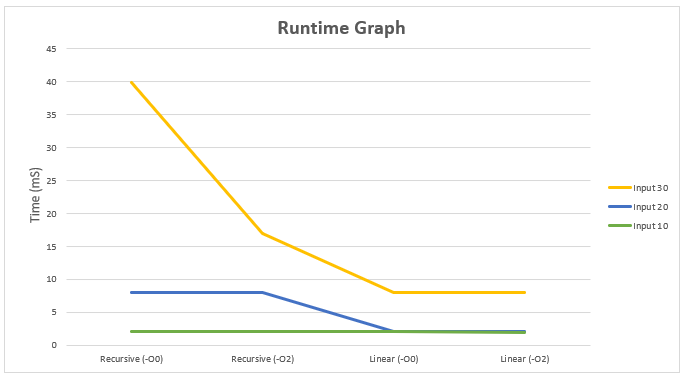 Runtime Graph
45
40
35
30
25
20
15
10
5
0
Time (mS)
Recursive (-O0)
Recursive (-O2)
Linear (-O0)
Linear (-O2)
Input 30
Input 20
Input 10